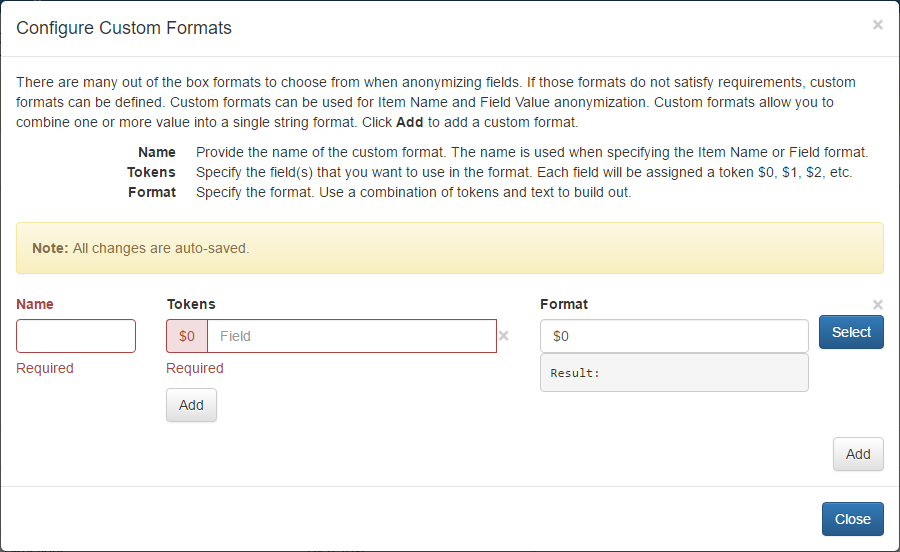 Configure Custom Formats ×
There are many out of the box formats to choose from when anonymizing fields. If those formats do not satisfy requirements, custom
formats can be defined. Custom formats can be used for Item Name and Field Value anonymization. Custom formats allow you to
combine one or more value into a single string format. Click Add to add a custom format.
Name Provide the name of the custom format. The name is used when specifying the Item Name or Field format.
Tokens Specify the field(s) that you want to use in the format. Each field will be assigned a token $0, $1, $2, etc.
Format Specify the format. Use a combination of tokens and text to build out.
Note: All changes are auto-saved.
Name Tokens Format ×
$0 Field × $0 Select
Required Required Result:
Add
Add
Close